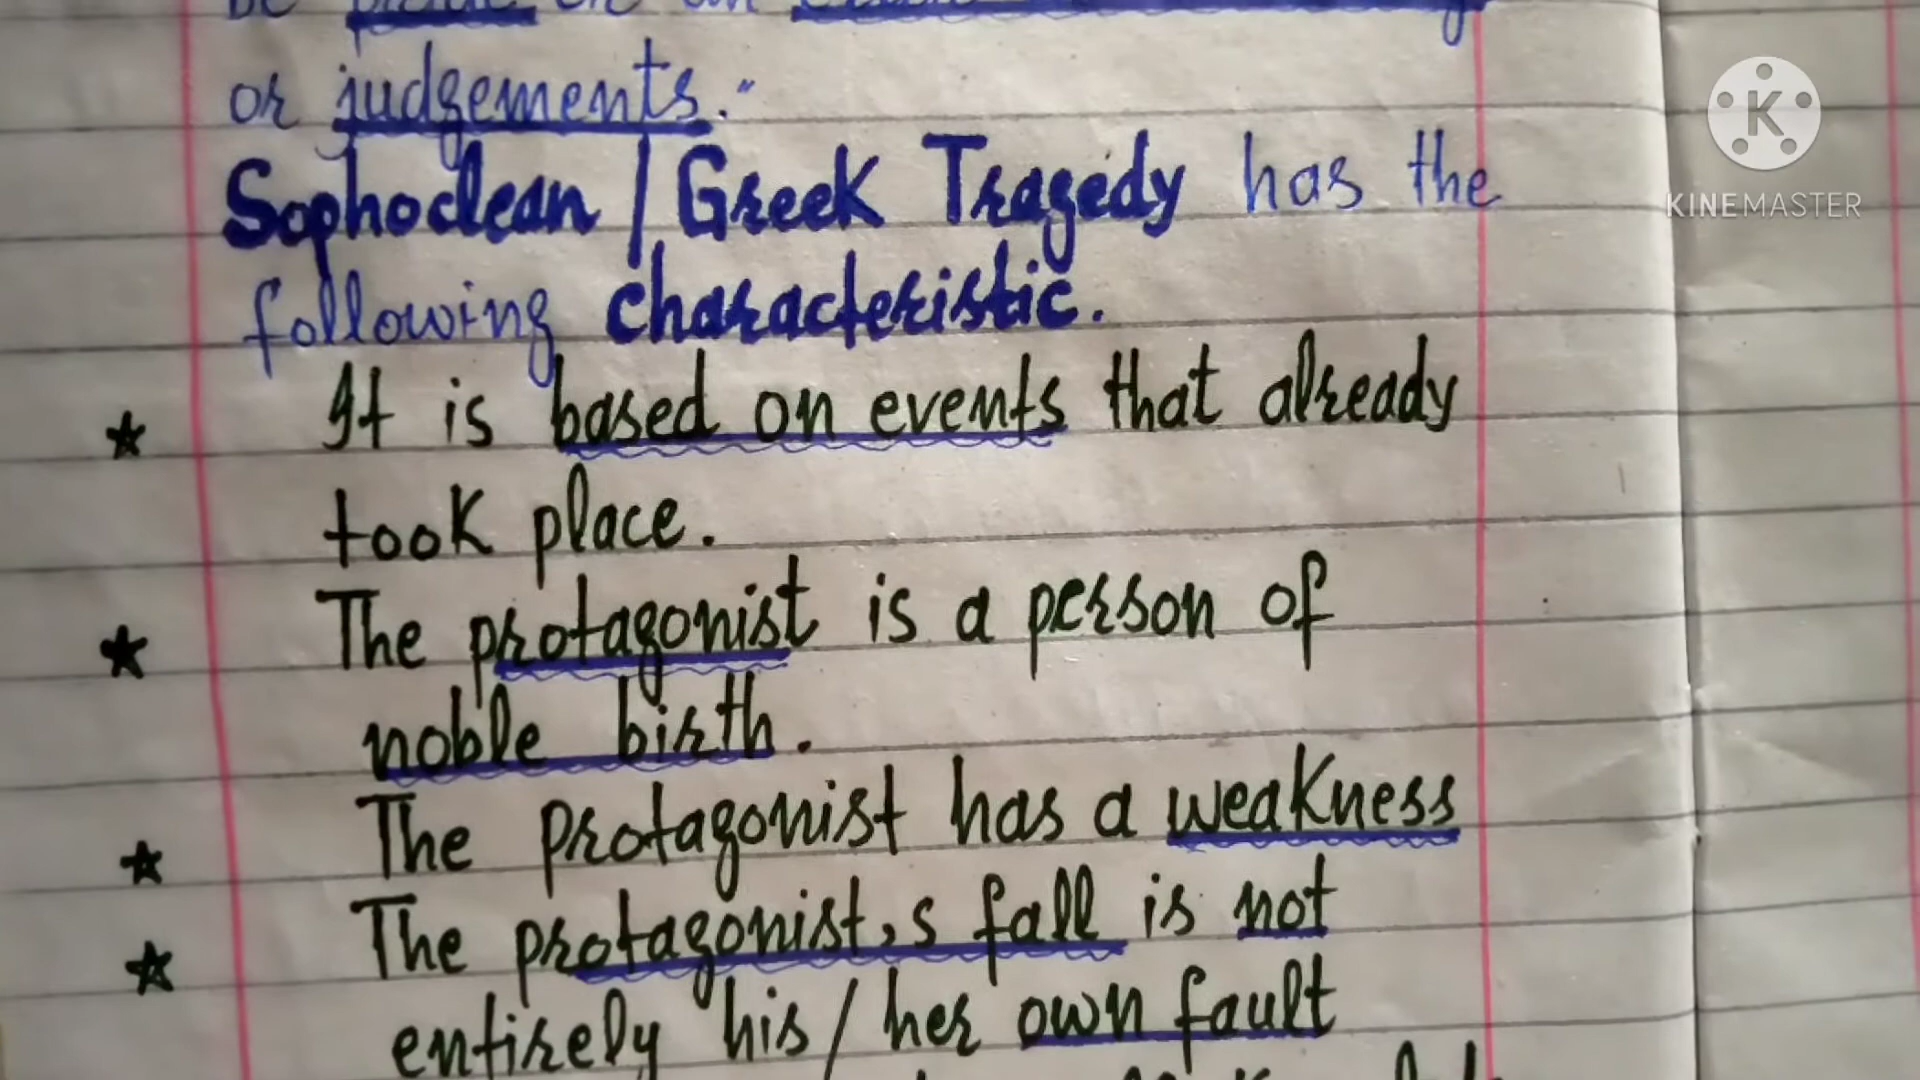 or judgements."
Sophoclean / Greek Tragedy has the
following characteristic.
It is based on events that already
took place.
The protagonist is a person of
noble birth.
The protagonist has a weakness
The protagonist,s fall is not
entirely his / her own fault
K
KINEMASTER